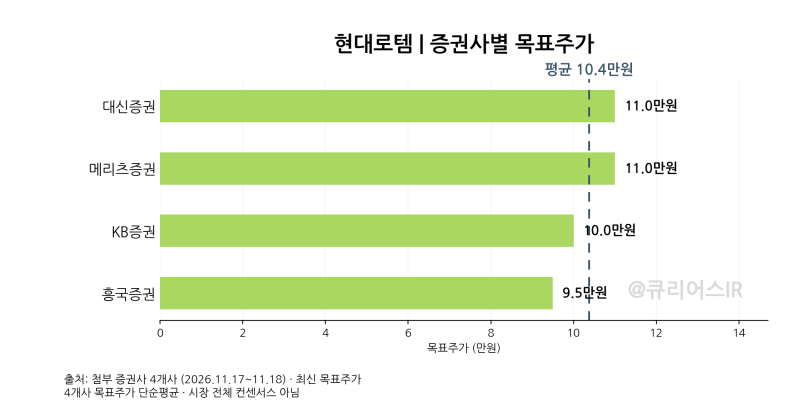 현대로템 | 증권사별 목표주가
평균 10.4만원
대신증권 11.0만원
메리츠증권 11.0만원
KB증권 10.0만원
흥국증권 9.5만원
@큐리어스IR
0 2 4 6 8 10 12 14
목표주가 (만원)
출처: 첨부 증권사 4개사 (2026.11.17~11.18) · 최신 목표주가
4개사 목표주가 단순평균 · 시장 전체 컨센서스 아님